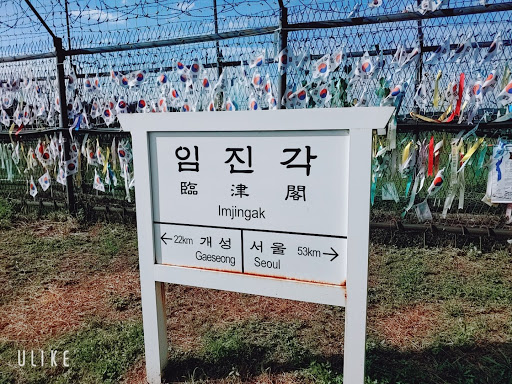 임진각
臨津閣
Imjingak
←22km 개성 서울 53km→
Gaeseong Seoul
ULIKE